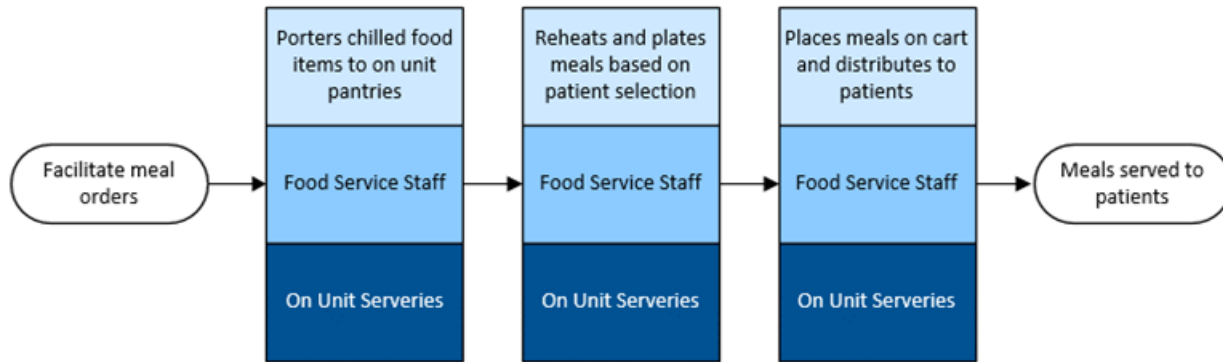 Facilitate meal
orders
Porters chilled food
items to on unit
pantries
Food Service Staff
On Unit Serveries
Reheats and plates
meals based on
patient selection
Food Service Staff
On Unit Serveries
Places meals on cart
and distributes to
patients
Food Service Staff
On Unit Serveries
Meals served to
patients